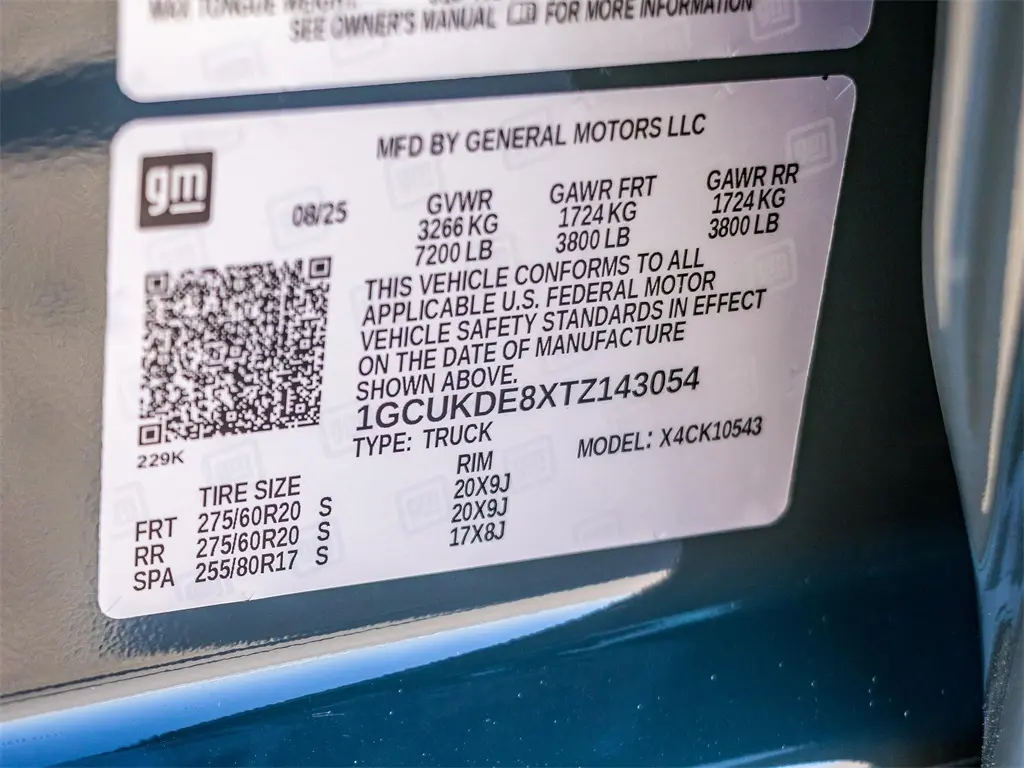 MAX TONGUE WEIGHT:
SEE OWNER'S MANUAL FOR MORE INFORMATION
MFD BY GENERAL MOTORS LLC
gm
08/25
GVWR GAWR FRT GAWR RR
3266 KG 1724 KG 1724 KG
7200 LB 3800 LB 3800 LB
THIS VEHICLE CONFORMS TO ALL
APPLICABLE U.S. FEDERAL MOTOR
VEHICLE SAFETY STANDARDS IN EFFECT
ON THE DATE OF MANUFACTURE
SHOWN ABOVE.
1GCUKDE8XTZ143054
229K
TYPE: TRUCK MODEL: X4CK10543
TIRE SIZE RIM
FRT 275/60R20 S 20X9J
RR 275/60R20 S 20X9J
SPA 255/80R17 S 17X8J